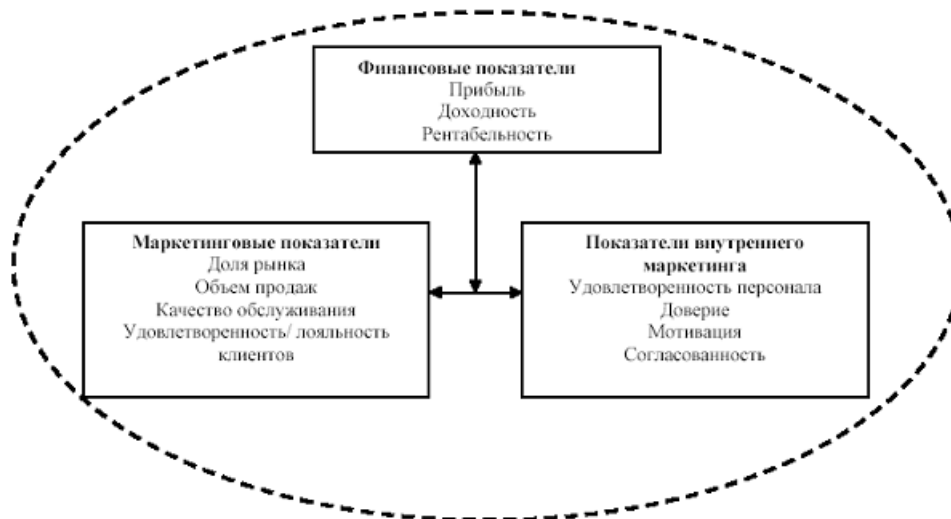 Финансовые показатели
Прибыль
Доходность
Рентабельность
Маркетинговые показатели
Доля рынка
Объем продаж
Качество обслуживания
Удовлетворенность/ лояльность
клиентов
Показатели внутреннего
маркетинга
Удовлетворенность персонала
Доверие
Мотивация
Согласованность